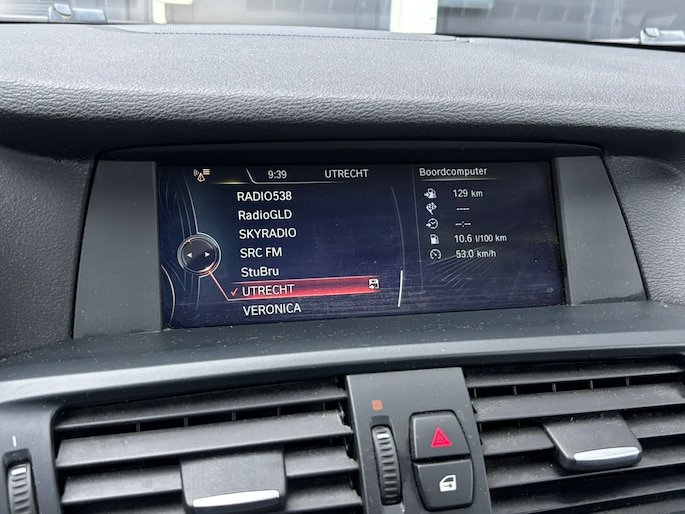 9:39 UTRECHT
RADIO538
RadioGLD
SKYRADIO
SRC FM
StuBru
✓ UTRECHT
VERONICA
Boordcomputer
129 km
----
--:--
10.6 l/100 km
53.0 km/h